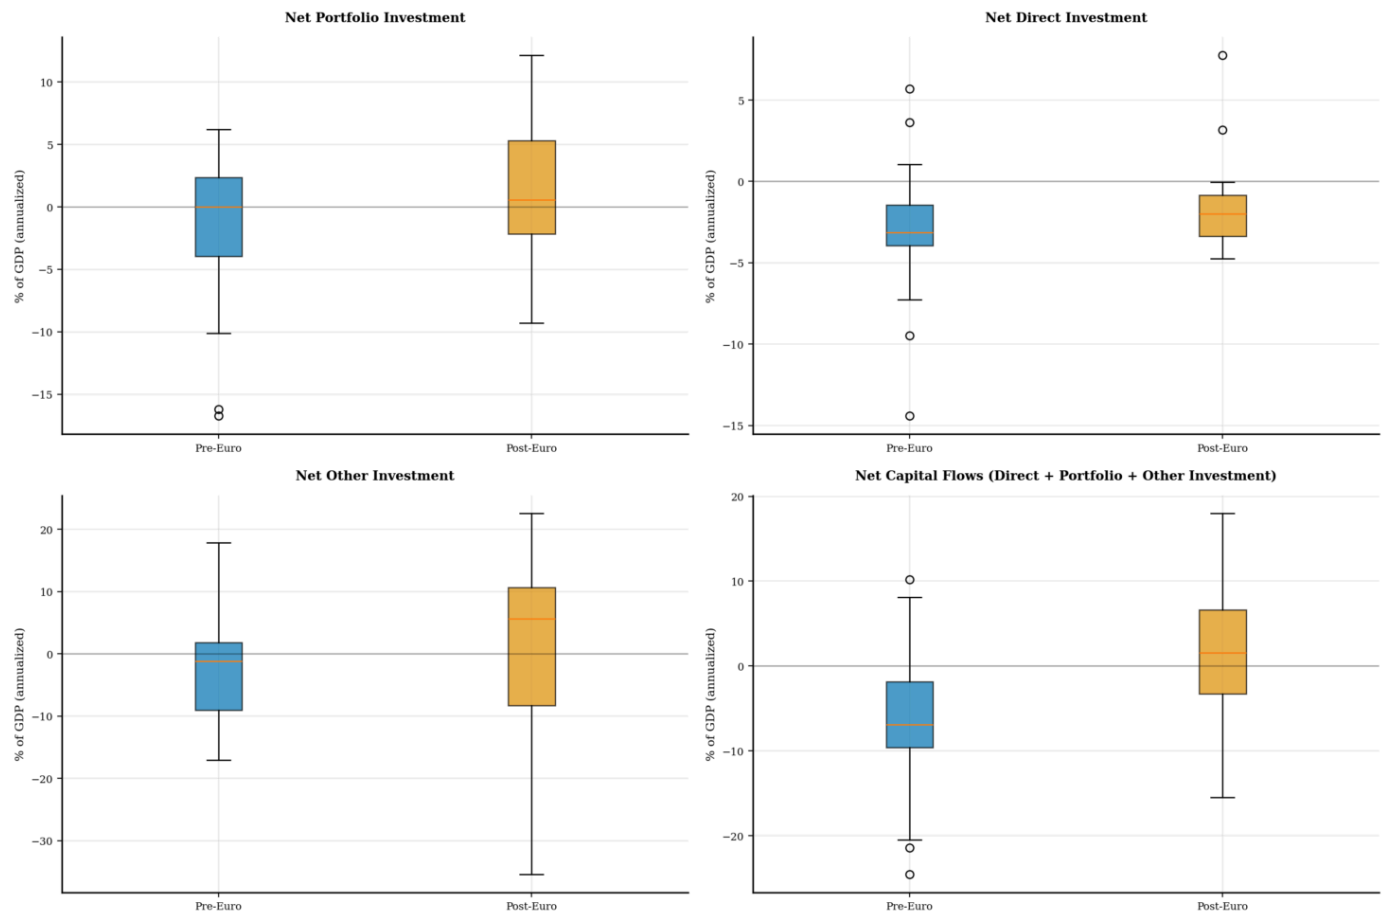 Net Portfolio Investment
% of GDP (annualized)
10
5
0
−5
−10
−15
Pre-Euro
Post-Euro
Net Direct Investment
% of GDP (annualized)
5
0
−5
−10
−15
Pre-Euro
Post-Euro
Net Other Investment
% of GDP (annualized)
20
10
0
−10
−20
−30
Pre-Euro
Post-Euro
Net Capital Flows (Direct + Portfolio + Other Investment)
% of GDP (annualized)
20
10
0
−10
−20
Pre-Euro
Post-Euro